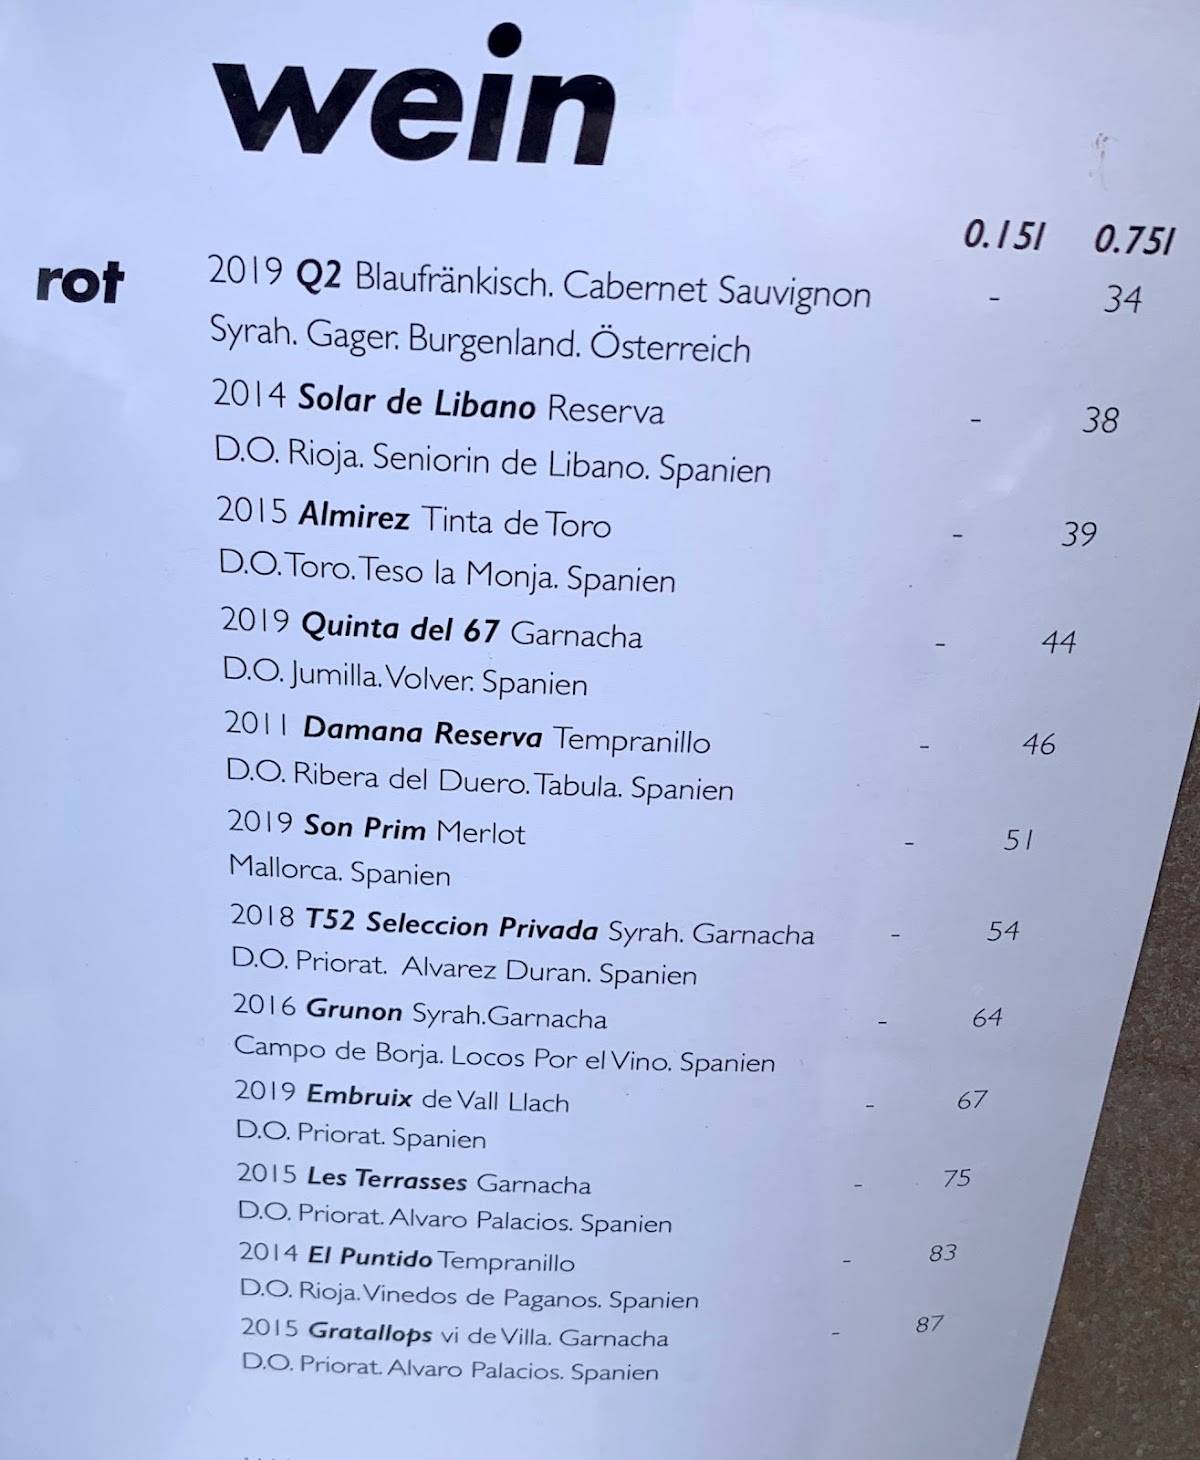 wein
0.15l 0.75l
rot 2019 Q2 Blaufränkisch. Cabernet Sauvignon - 34
Syrah. Gager. Burgenland. Österreich
2014 Solar de Libano Reserva - 38
D.O. Rioja. Seniorin de Libano. Spanien
2015 Almirez Tinta de Toro - 39
D.O. Toro. Teso la Monja. Spanien
2019 Quinta del 67 Garnacha - 44
D.O. Jumilla. Volver. Spanien
2011 Damana Reserva Tempranillo - 46
D.O. Ribera del Duero. Tabula. Spanien
2019 Son Prim Merlot - 51
Mallorca. Spanien
2018 T52 Seleccion Privada Syrah. Garnacha - 54
D.O. Priorat. Alvarez Duran. Spanien
2016 Grunon Syrah.Garnacha - 64
Campo de Borja. Locos Por el Vino. Spanien
2019 Embruix de Vall Llach - 67
D.O. Priorat. Spanien
2015 Les Terrasses Garnacha - 75
D.O. Priorat. Alvaro Palacios. Spanien
2014 El Puntido Tempranillo - 83
D.O. Rioja. Vinedos de Paganos. Spanien
2015 Gratallops vi de Villa. Garnacha - 87
D.O. Priorat. Alvaro Palacios. Spanien